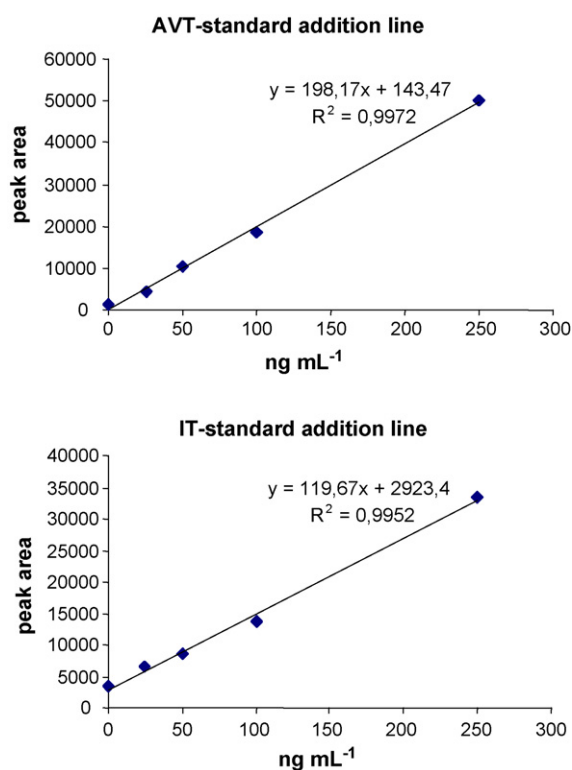 AVT-standard addition line
60000
50000
40000
30000
20000
10000
0
peak area
y = 198,17x + 143,47
R² = 0,9972
0 50 100 150 200 250 300
ng mL⁻¹
IT-standard addition line
40000
35000
30000
25000
20000
15000
10000
5000
0
peak area
y = 119,67x + 2923,4
R² = 0,9952
0 50 100 150 200 250 300
ng mL⁻¹